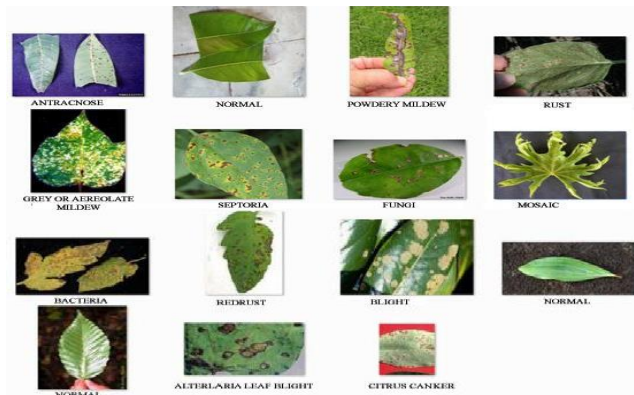 ANTRACNOSE
NORMAL
POWDERY MILDEW
RUST
GREY OR AEREOLATE
MILDEW
SEPTORIA
FUNGI
MOSAIC
BACTERIA
REDRUST
BLIGHT
NORMAL
NORMAL
ALTERLARIA LEAF BLIGHT
CITRUS CANKER